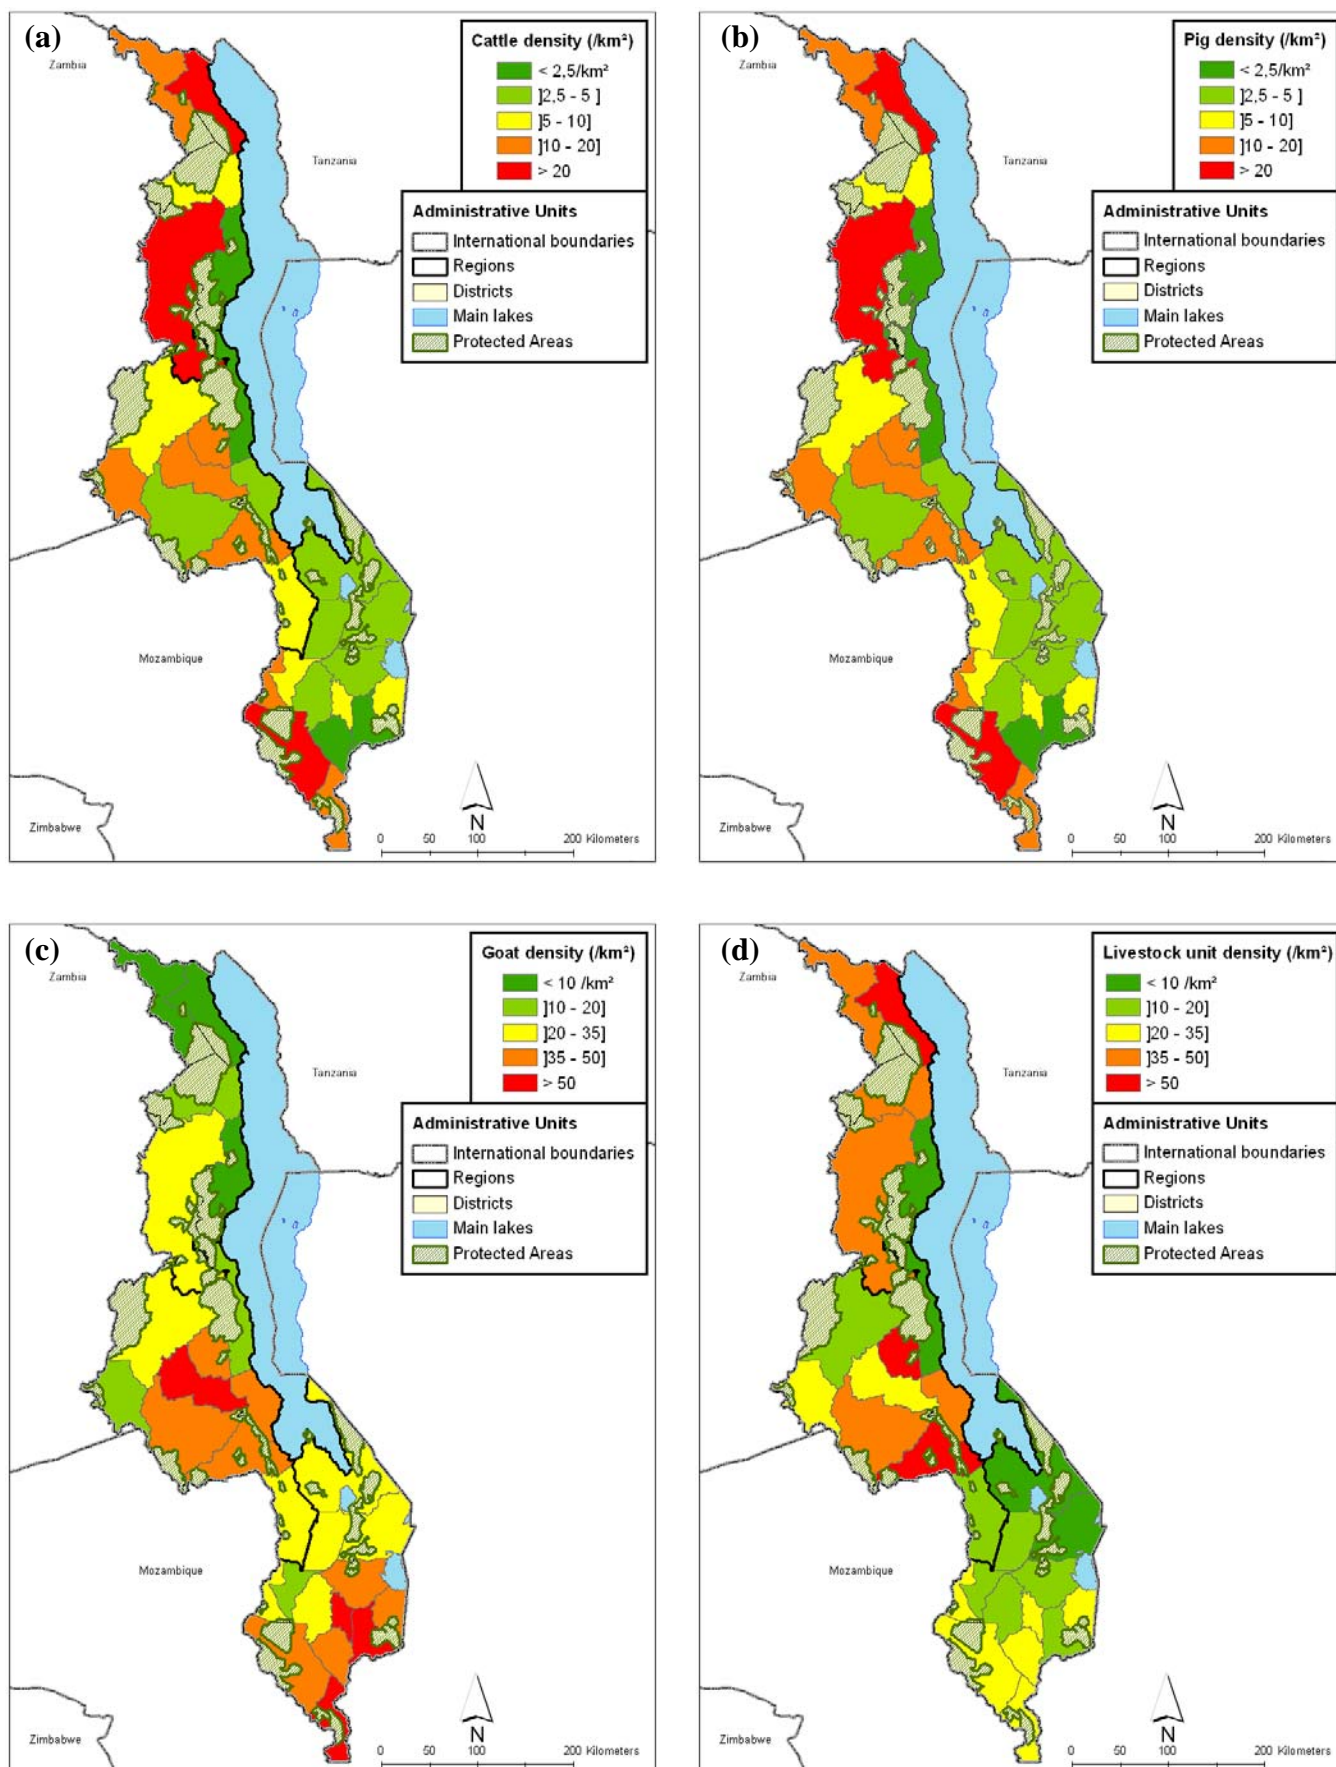 (a)
Cattle density (/km²)
< 2,5/km²
]2,5 - 5 ]
]5 - 10]
]10 - 20]
> 20
Administrative Units
International boundaries
Regions
Districts
Main lakes
Protected Areas
Zambia
Tanzania
Mozambique
Zimbabwe
N
0 50 100 200 Kilometers
(b)
Pig density (/km²)
< 2,5/km²
]2,5 - 5 ]
]5 - 10]
]10 - 20]
> 20
Administrative Units
International boundaries
Regions
Districts
Main lakes
Protected Areas
Zambia
Tanzania
Mozambique
Zimbabwe
N
0 50 100 200 Kilometers
(c)
Goat density (/km²)
< 10 /km²
]10 - 20]
]20 - 35]
]35 - 50]
> 50
Administrative Units
International boundaries
Regions
Districts
Main lakes
Protected Areas
Zambia
Tanzania
Mozambique
Zimbabwe
N
0 50 100 200 Kilometers
(d)
Livestock unit density (/km²)
< 10 /km²
]10 - 20]
]20 - 35]
]35 - 50]
> 50
Administrative Units
International boundaries
Regions
Districts
Main lakes
Protected Areas
Zambia
Tanzania
Mozambique
Zimbabwe
N
0 50 100 200 Kilometers